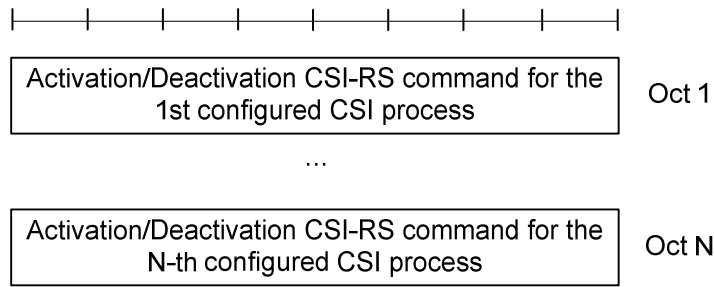 Activation/Deactivation CSI-RS command for the
1st configured CSI process
Oct 1
...
Activation/Deactivation CSI-RS command for the
N-th configured CSI process
Oct N